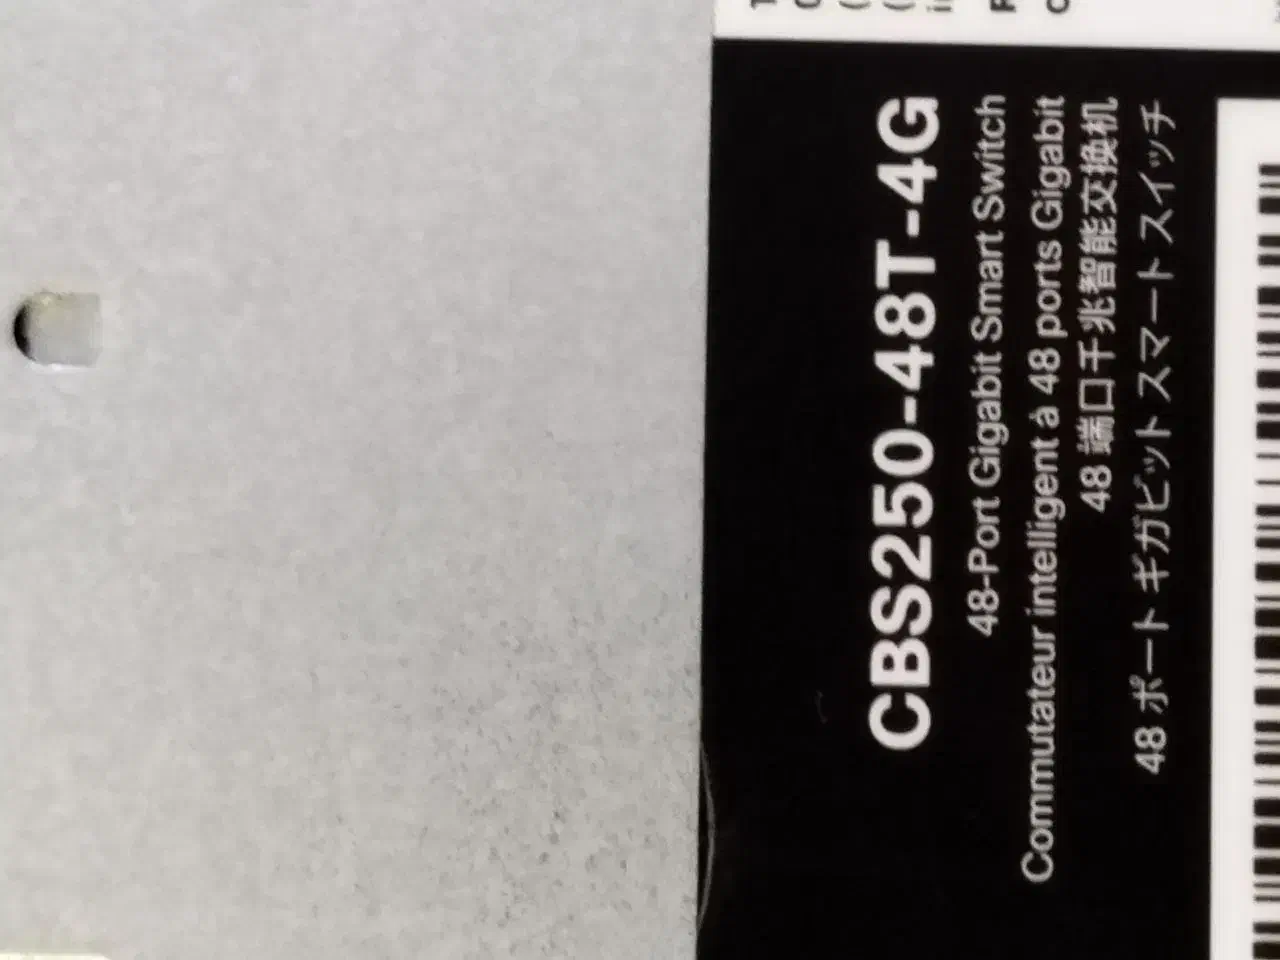 CBS250-48T-4G
48-Port Gigabit Smart Switch
Commutateur intelligent à 48 ports Gigabit
48 端口千兆智能交换机
48 ポート ギガビット スマート スイッチ